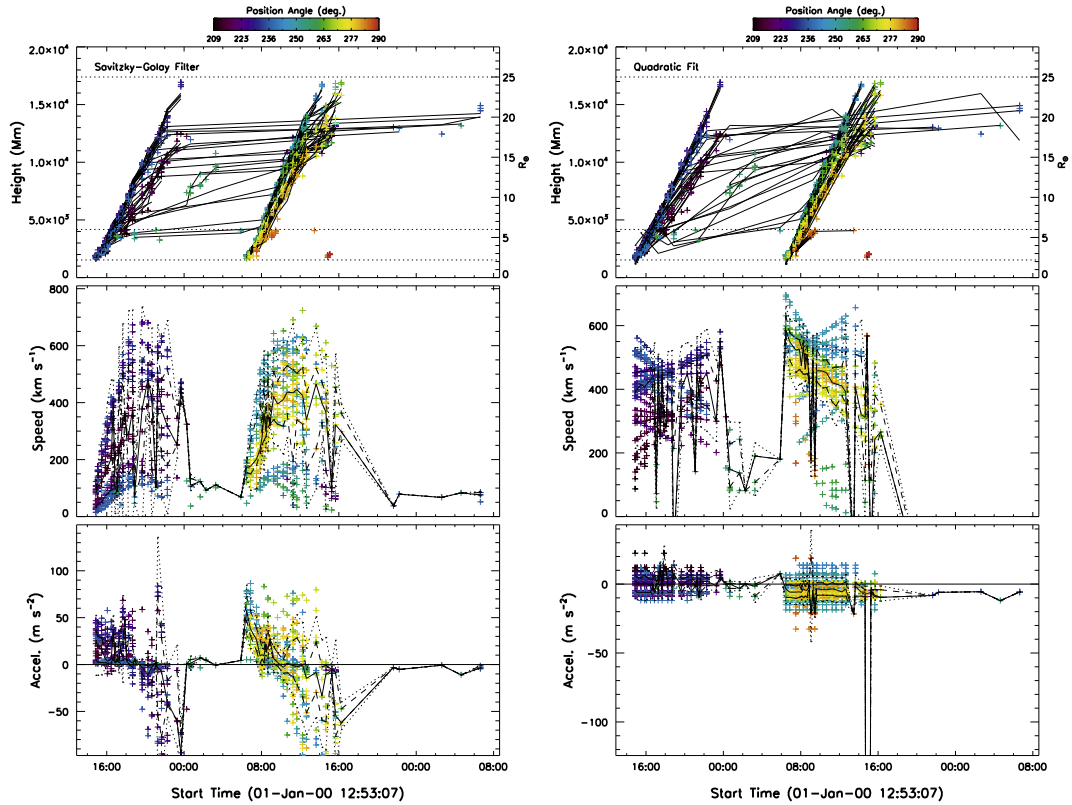 Position Angle (deg.)
209 223 236 250 263 277 290
Savitzky-Golay Filter
Height (Mm)
2.0×10⁴
1.5×10⁴
1.0×10⁴
5.0×10³
0
25
20
15
10
5
0
R⊙
Speed (km s⁻¹)
800
600
400
200
0
Accel. (m s⁻²)
100
50
0
−50
16:00 00:00 08:00 16:00 00:00 08:00
Start Time (01-Jan-00 12:53:07)
Position Angle (deg.)
209 223 236 250 263 277 290
Quadratic Fit
Height (Mm)
2.0×10⁴
1.5×10⁴
1.0×10⁴
5.0×10³
0
25
20
15
10
5
0
R⊙
Speed (km s⁻¹)
600
400
200
0
Accel. (m s⁻²)
0
−50
−100
16:00 00:00 08:00 16:00 00:00 08:00
Start Time (01-Jan-00 12:53:07)